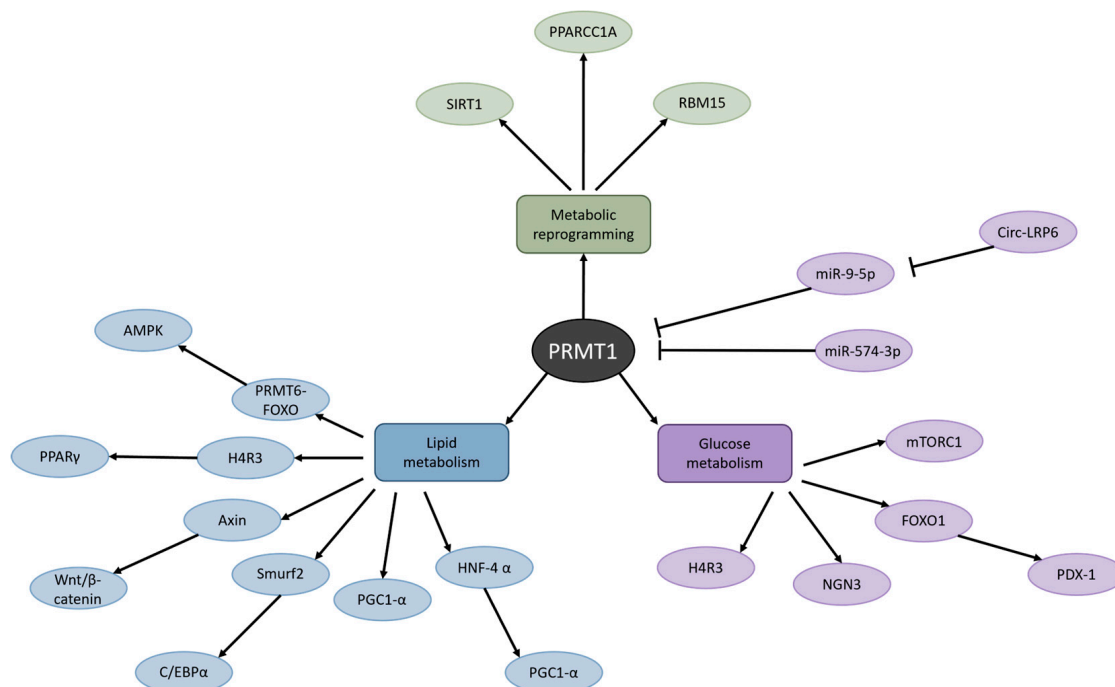 PPARCC1A
SIRT1
RBM15
Metabolic
reprogramming
Circ-LRP6
miR-9-5p
AMPK
PRMT1
miR-574-3p
PRMT6-
FOXO
Lipid
metabolism
Glucose
metabolism
mTORC1
PPARγ
H4R3
Axin
FOXO1
Wnt/β-
catenin
Smurf2
PGC1-α
HNF-4 α
H4R3
NGN3
PDX-1
C/EBPα
PGC1-α